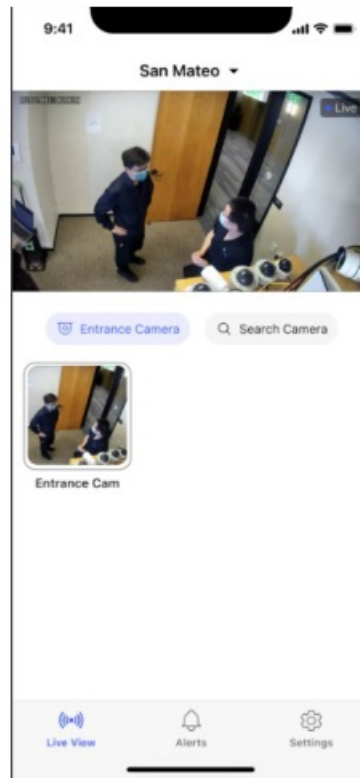 9:41
San Mateo
Live
Entrance Camera
Search Camera
Entrance Cam
Live View
Alerts
Settings